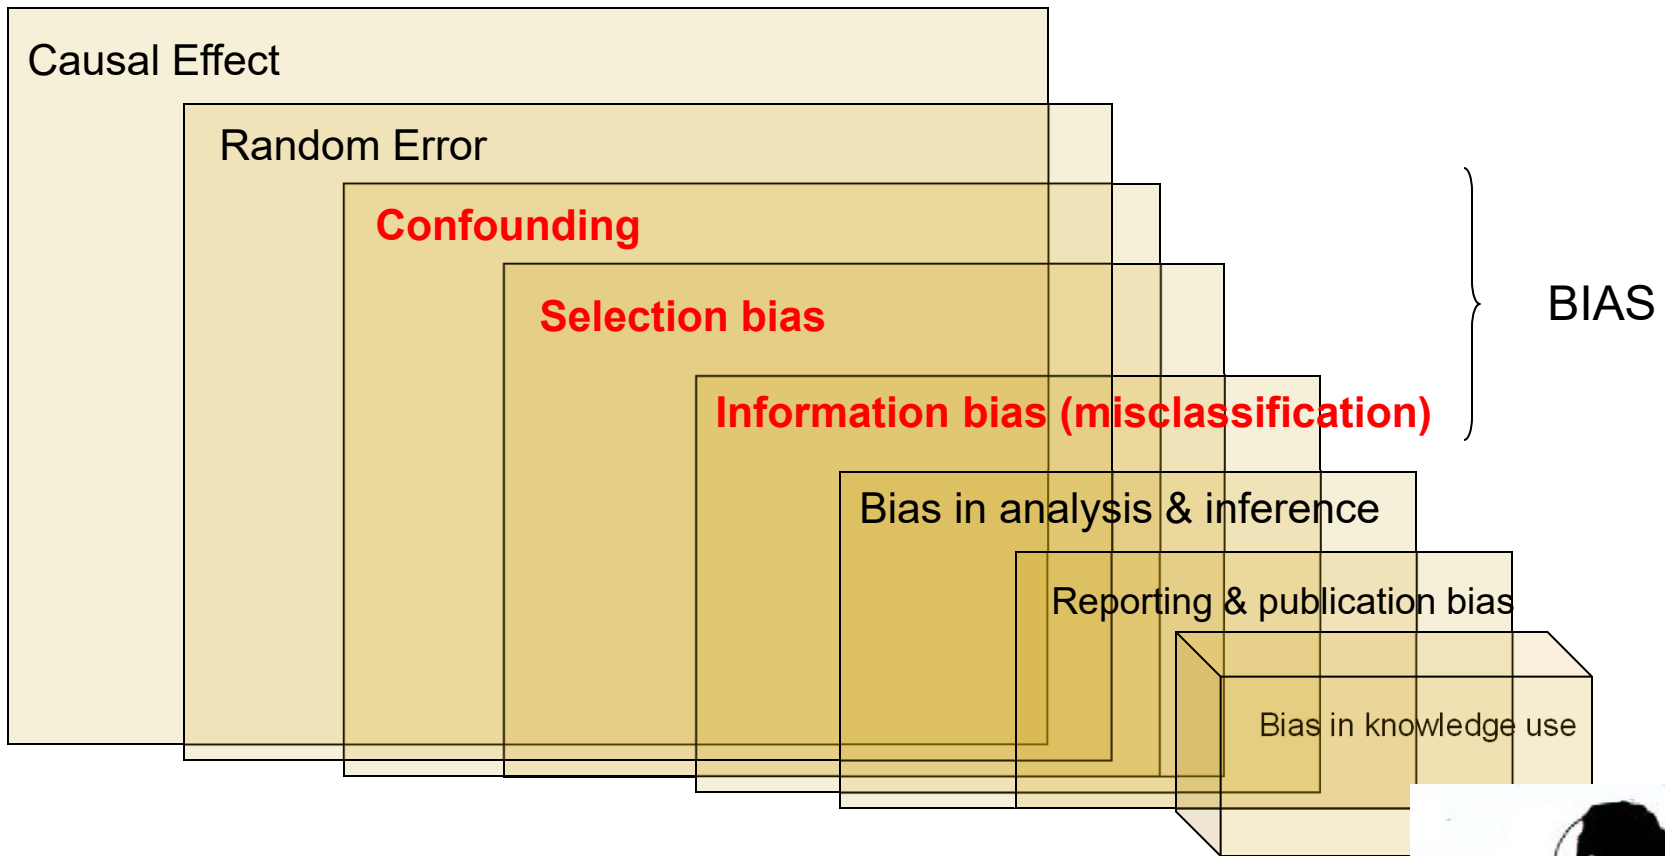 Causal Effect
Random Error
Confounding
Selection bias
BIAS
Information bias (misclassification)
Bias in analysis & inference
Reporting & publication bias
Bias in knowledge use